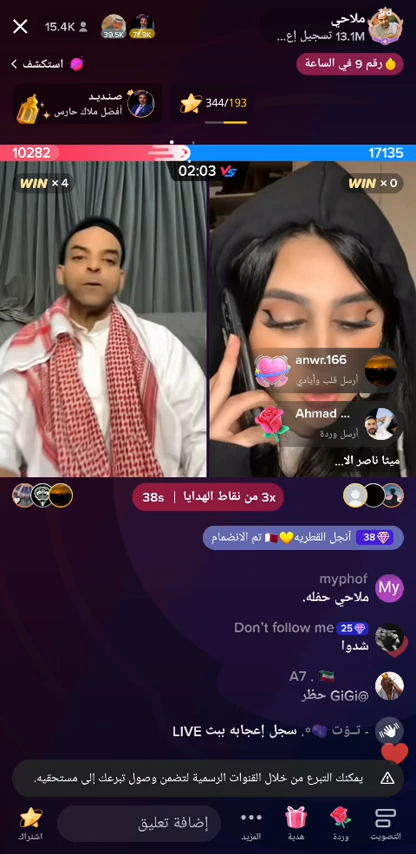 ملاحي
13.1M تسجيل إع...
15.4K
39.5K
رقم 9 في الساعة
استكشف
صنديد
أفضل ملاك حارس
344/193
10282
17135
02:03
WIN × 4
WIN × 0
anwr.166
أرسل قلب وأيادي
Ahmad ...
أرسل وردة
ميثا ناصر الا...
3x من نقاط الهدايا | 38s
38 أنجل القطريه تم الانضمام
My
myphof
ملاحي حفله.
Don't follow me 25
شدوا
A7 .
@GiGi حظر
سجل إعجابه ببث LIVE
يمكنك التبرع من خلال القنوات الرسمية لتضمن وصول تبرعك إلى مستحقيه.
التصويت
وردة
هدية
المزيد
إضافة تعليق
اشتراك